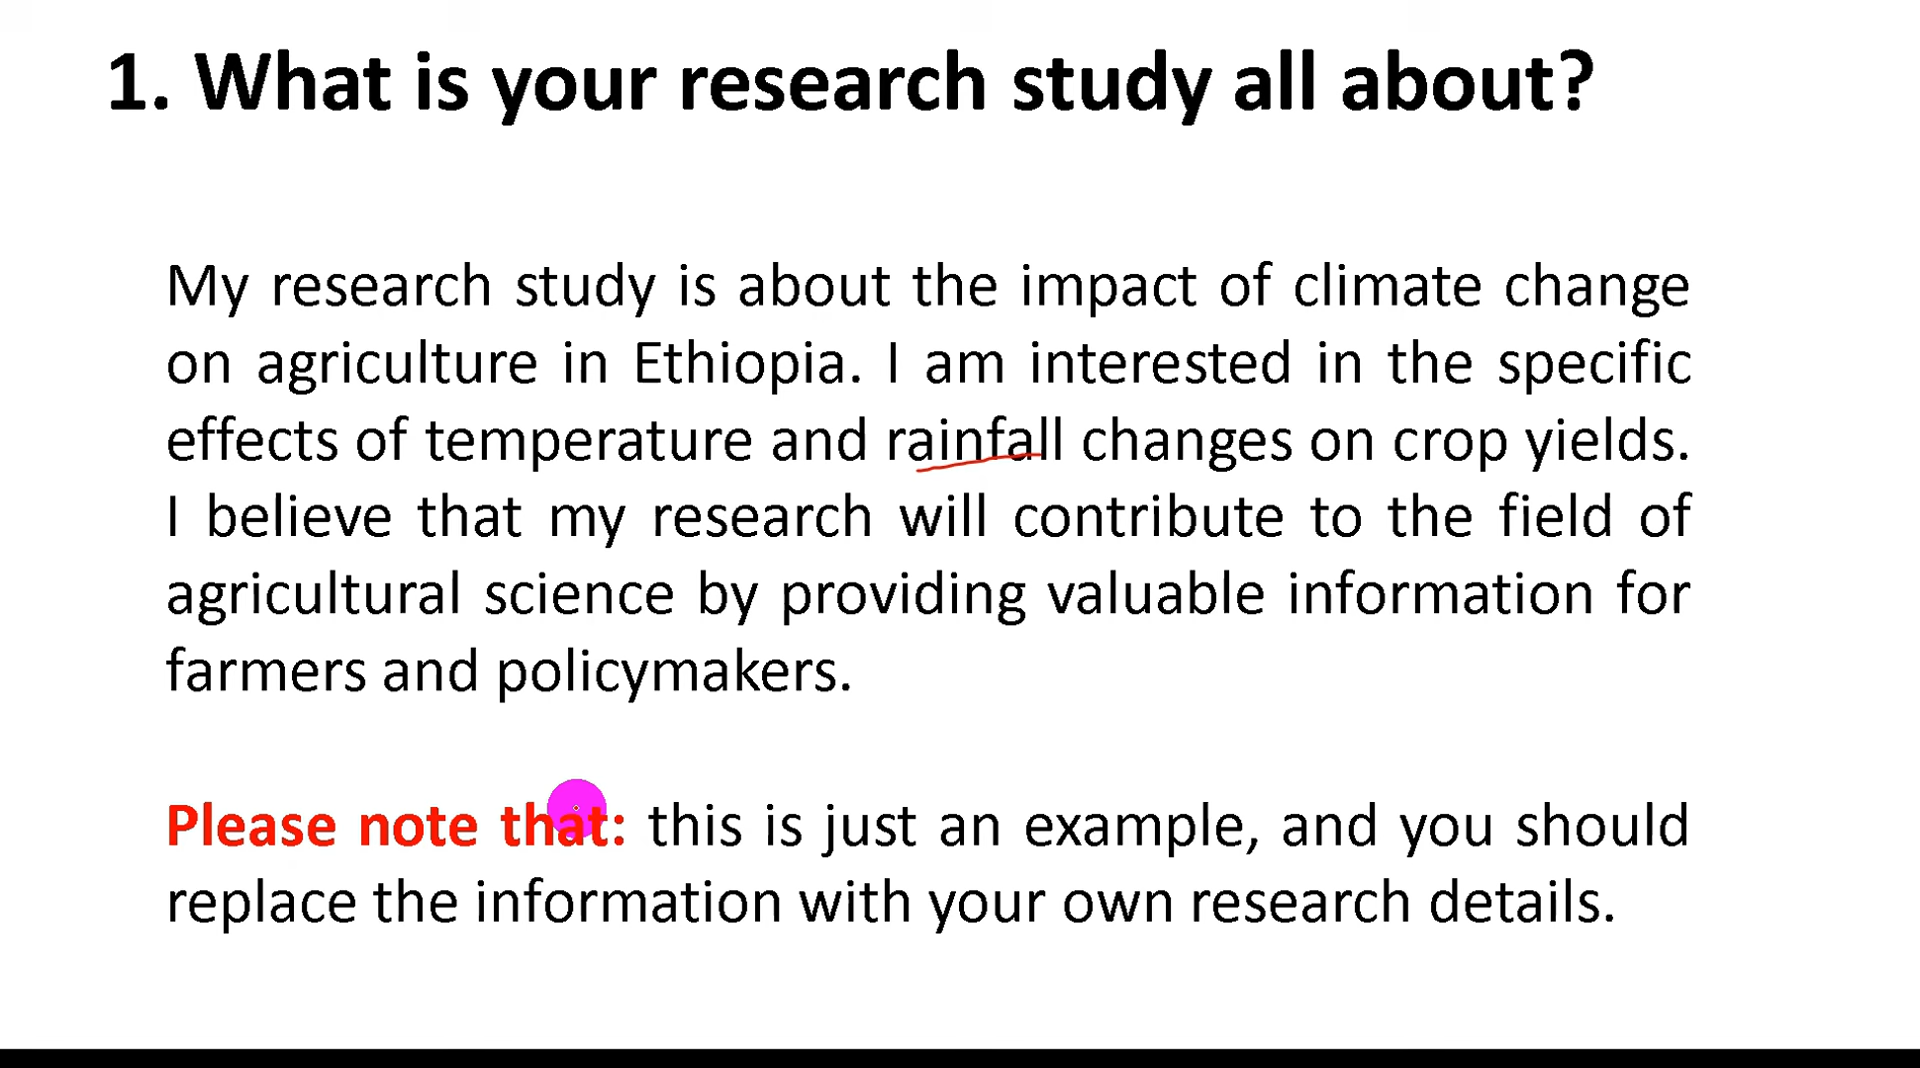 1. What is your research study all about?
My research study is about the impact of climate change
on agriculture in Ethiopia. I am interested in the specific
effects of temperature and rainfall changes on crop yields.
I believe that my research will contribute to the field of
agricultural science by providing valuable information for
farmers and policymakers.
Please note that: this is just an example, and you should
replace the information with your own research details.